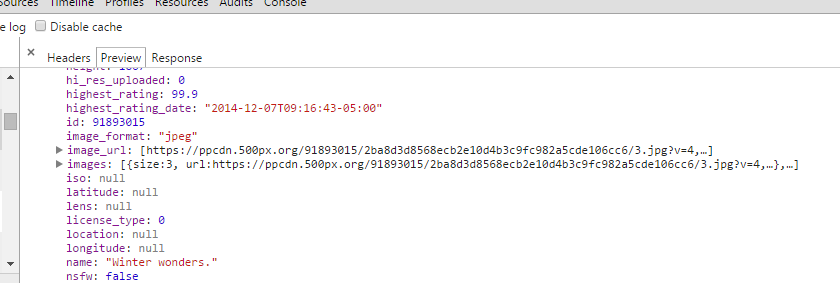 Sources Timeline Profiles Resources Audits Console
e log Disable cache
× Headers Preview Response
height: 1867
hi_res_uploaded: 0
highest_rating: 99.9
highest_rating_date: "2014-12-07T09:16:43-05:00"
id: 91893015
image_format: "jpeg"
image_url: [https://ppcdn.500px.org/91893015/2ba8d3d8568ecb2e10d4b3c9fc982a5cde106cc6/3.jpg?v=4,…]
images: [{size:3, url:https://ppcdn.500px.org/91893015/2ba8d3d8568ecb2e10d4b3c9fc982a5cde106cc6/3.jpg?v=4,…},…]
iso: null
latitude: null
lens: null
license_type: 0
location: null
longitude: null
name: "Winter wonders."
nsfw: false